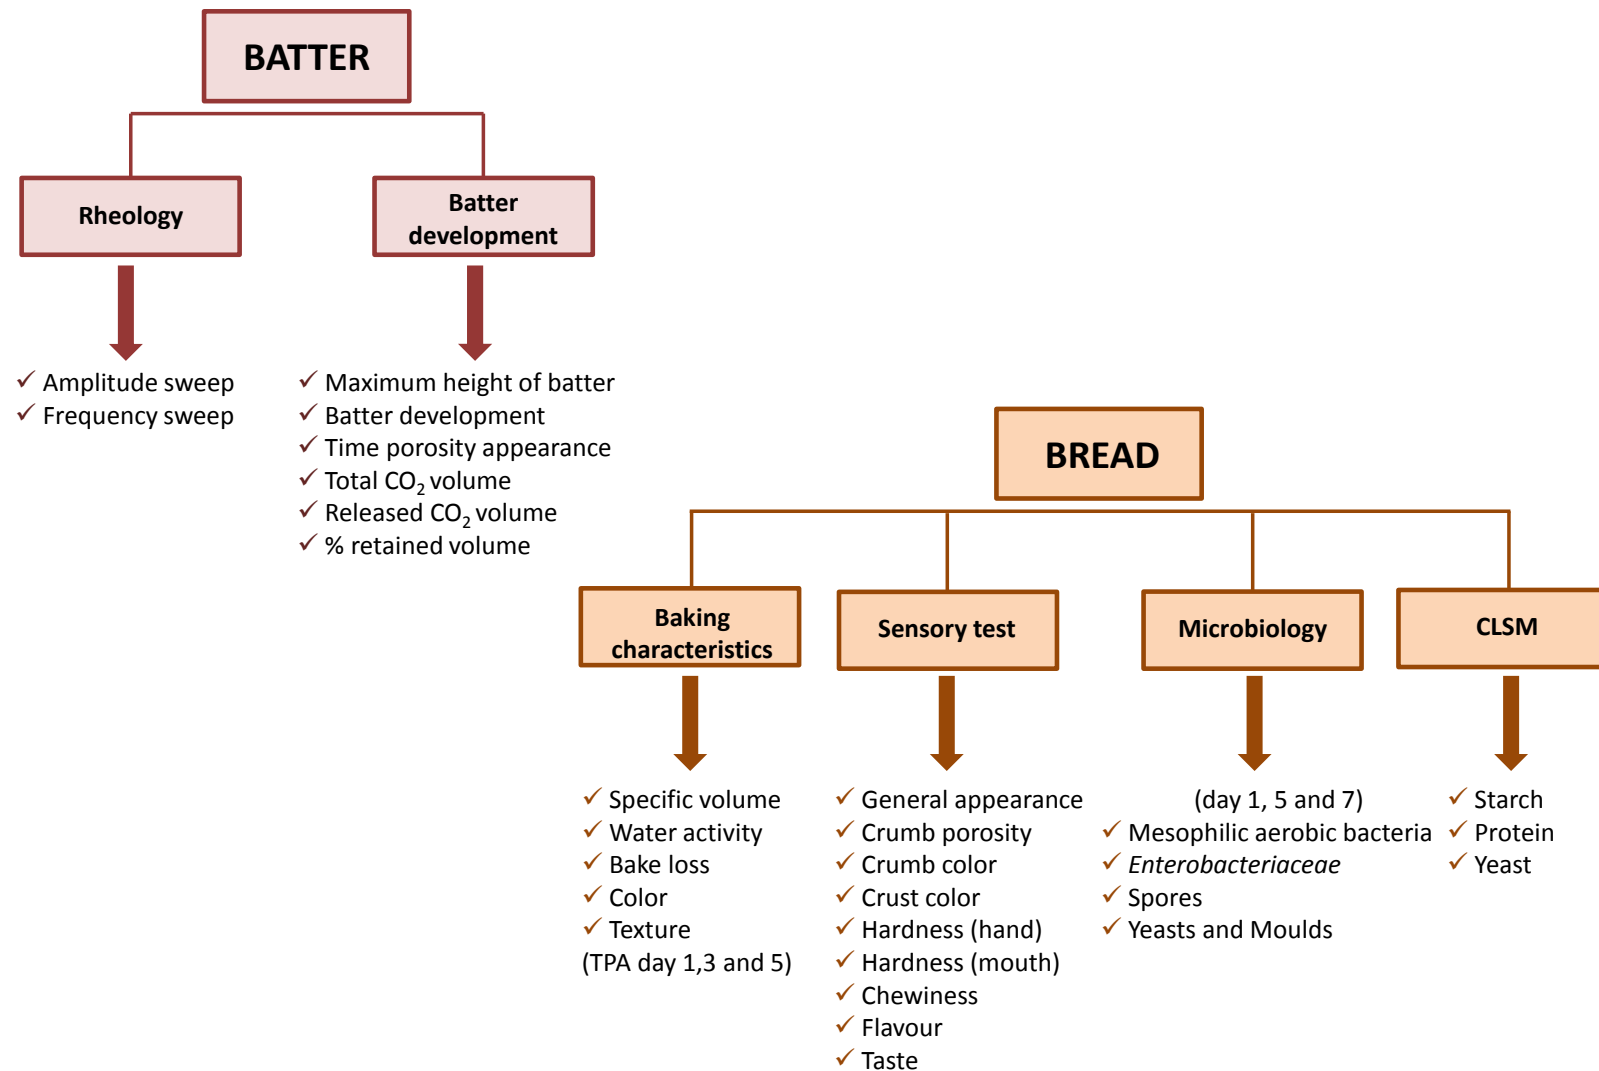 BATTER
Rheology
Batter
development
✓ Amplitude sweep
✓ Frequency sweep
✓ Maximum height of batter
✓ Batter development
✓ Time porosity appearance
✓ Total CO₂ volume
✓ Released CO₂ volume
✓ % retained volume
BREAD
Baking
characteristics
Sensory test
Microbiology
CLSM
✓ Specific volume
✓ Water activity
✓ Bake loss
✓ Color
✓ Texture
(TPA day 1,3 and 5)
✓ General appearance
✓ Crumb porosity
✓ Crumb color
✓ Crust color
✓ Hardness (hand)
✓ Hardness (mouth)
✓ Chewiness
✓ Flavour
✓ Taste
(day 1, 5 and 7)
✓ Mesophilic aerobic bacteria
✓ Enterobacteriaceae
✓ Spores
✓ Yeasts and Moulds
✓ Starch
✓ Protein
✓ Yeast